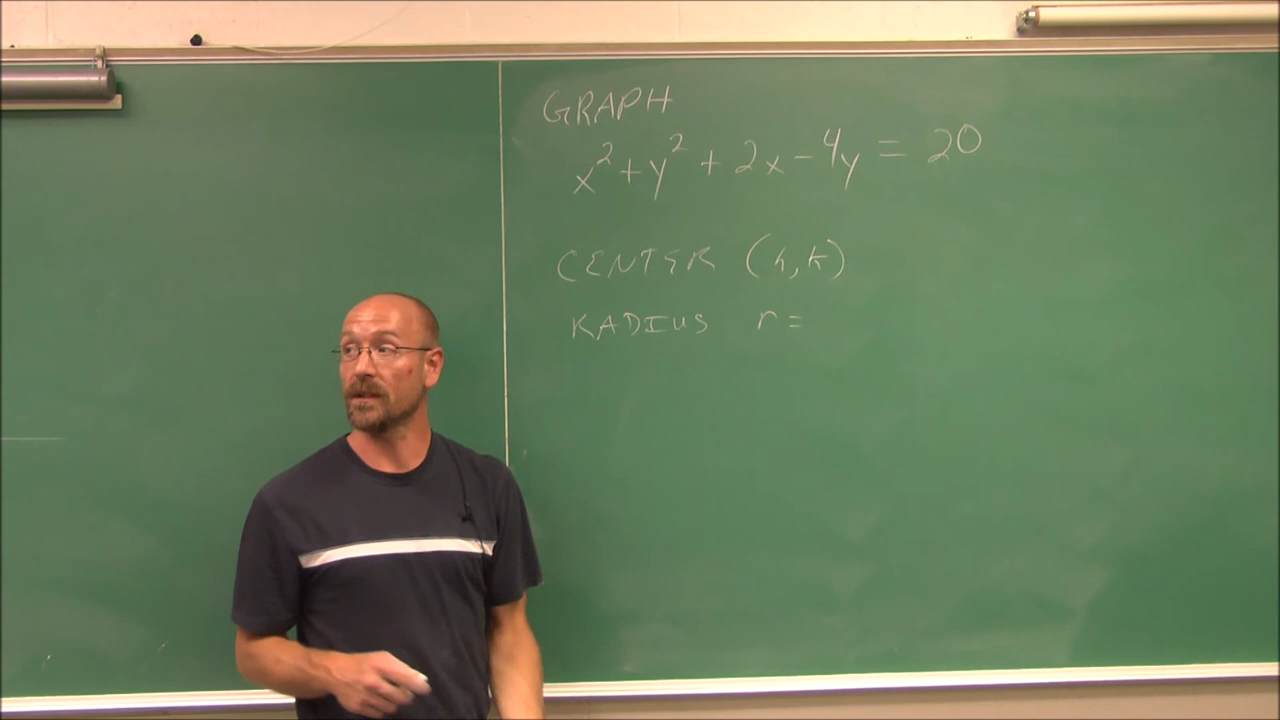 GRAPH
x² + y² + 2x - 4y = 20
CENTER (h, k)
RADIUS r =